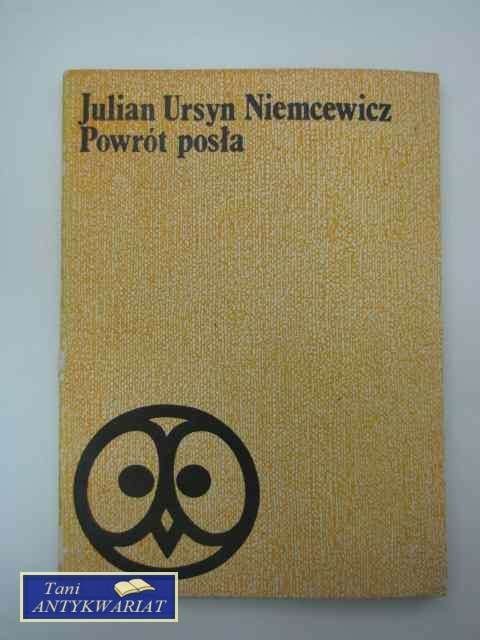 Julian Ursyn Niemcewicz
Powrót posła
Tani
ANTYKWARIAT